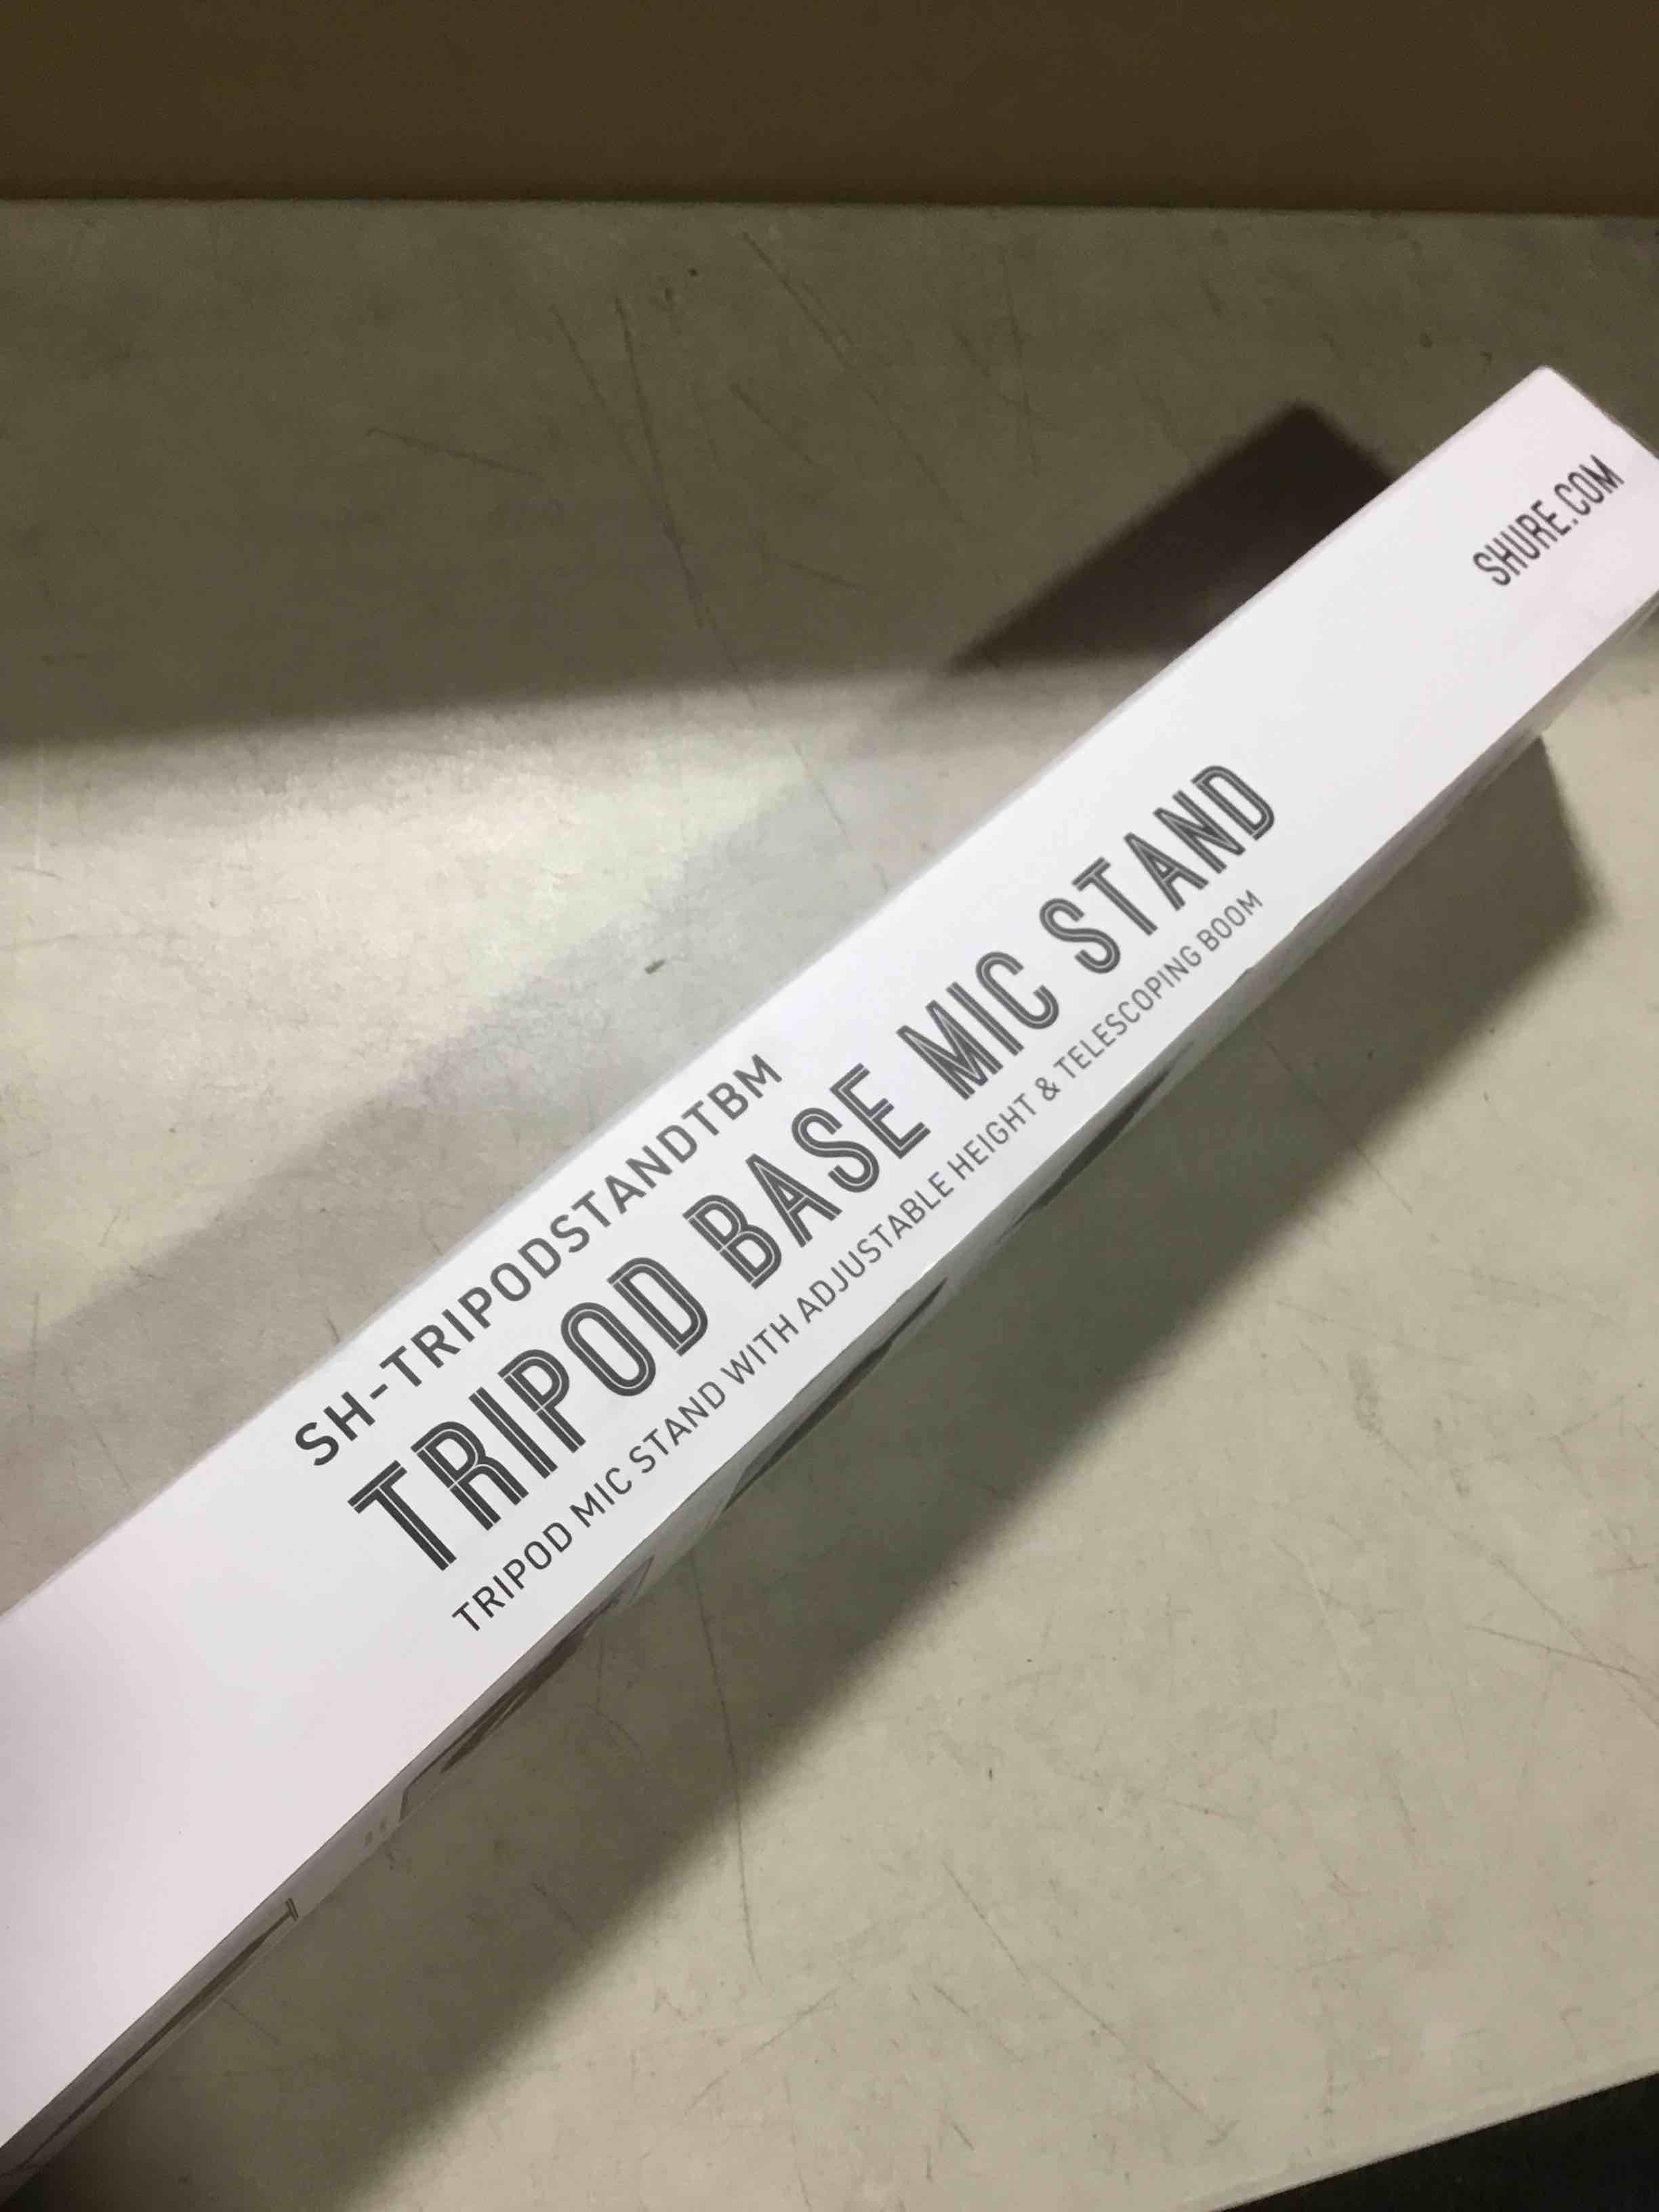 SH-TRIPODSTANDTBM
TRIPOD BASE MIC STAND
TRIPOD MIC STAND WITH ADJUSTABLE HEIGHT & TELESCOPING BOOM
SHURE.COM